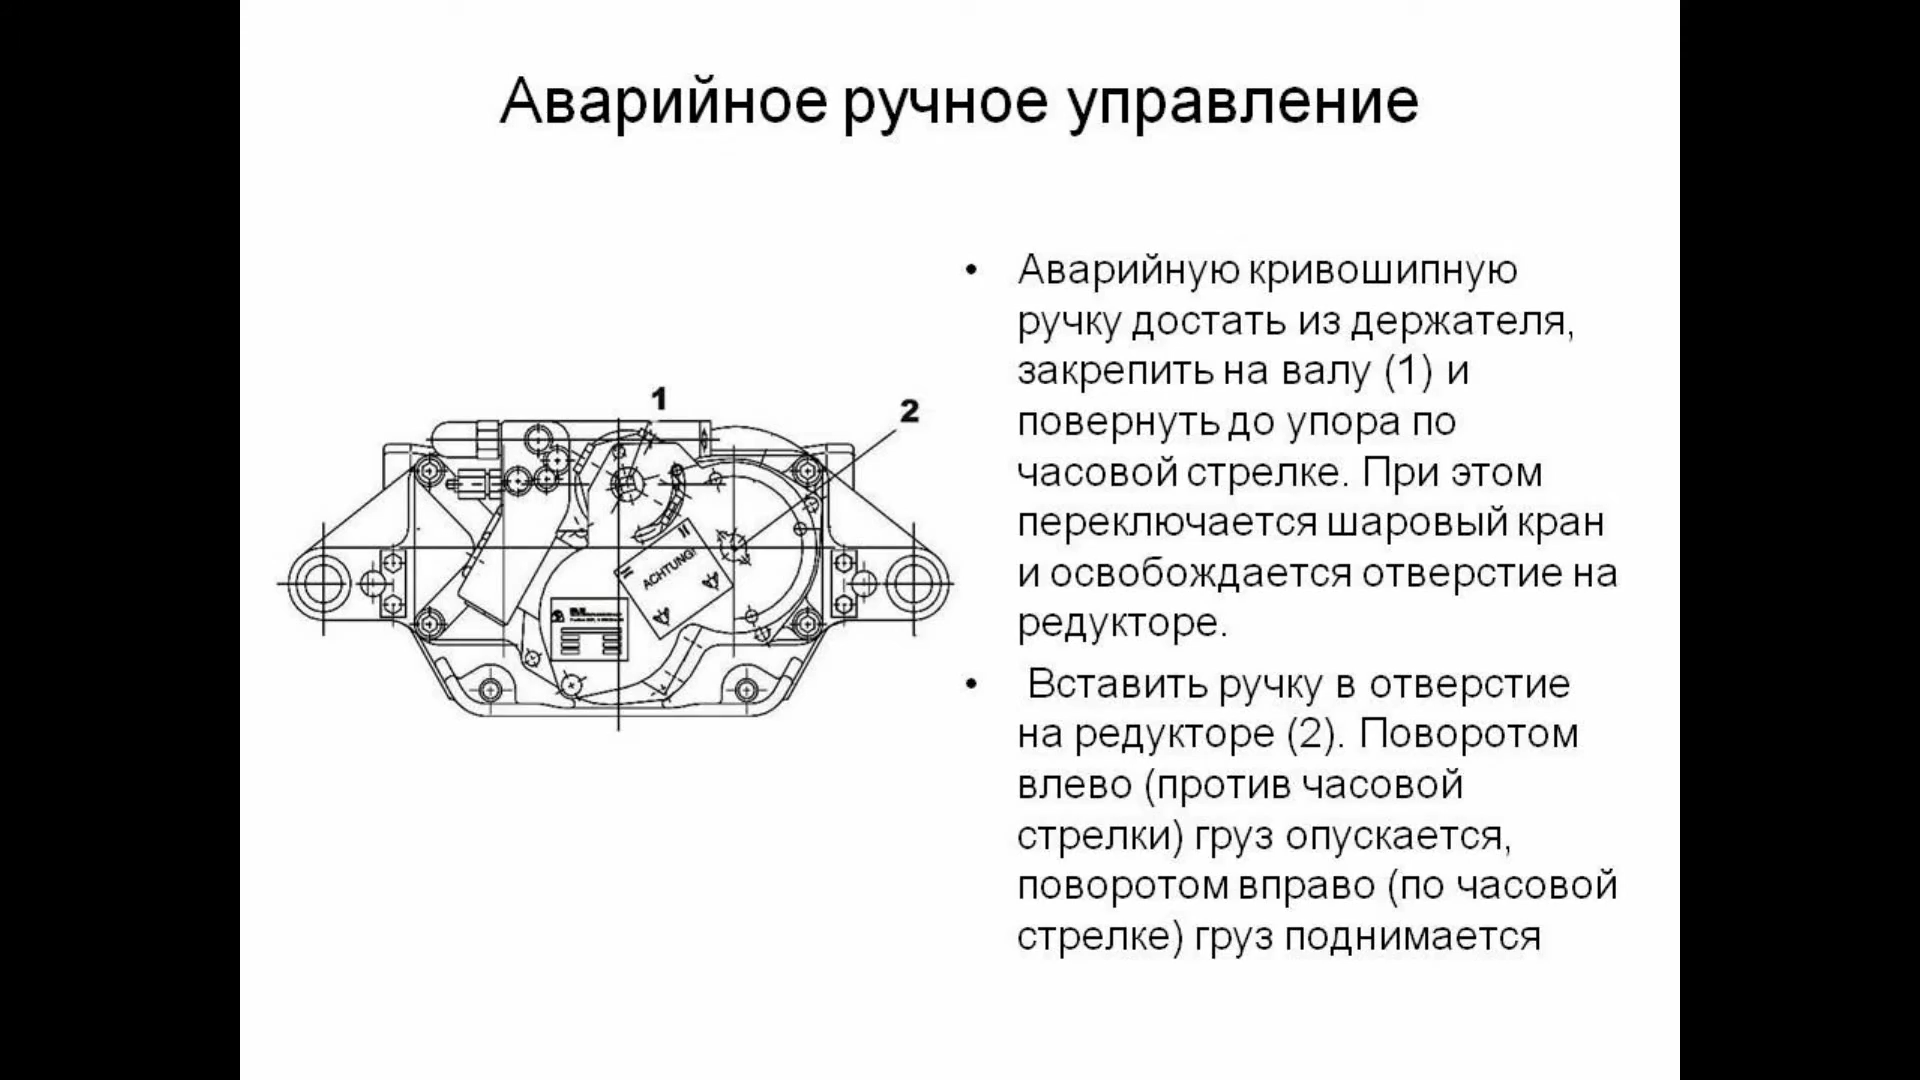 Аварийное ручное управление
• Аварийную кривошипную
ручку достать из держателя,
закрепить на валу (1) и
повернуть до упора по
часовой стрелке. При этом
переключается шаровый кран
и освобождается отверстие на
редукторе.
• Вставить ручку в отверстие
на редукторе (2). Поворотом
влево (против часовой
стрелки) груз опускается,
поворотом вправо (по часовой
стрелке) груз поднимается
1
2
ACHTUNG!